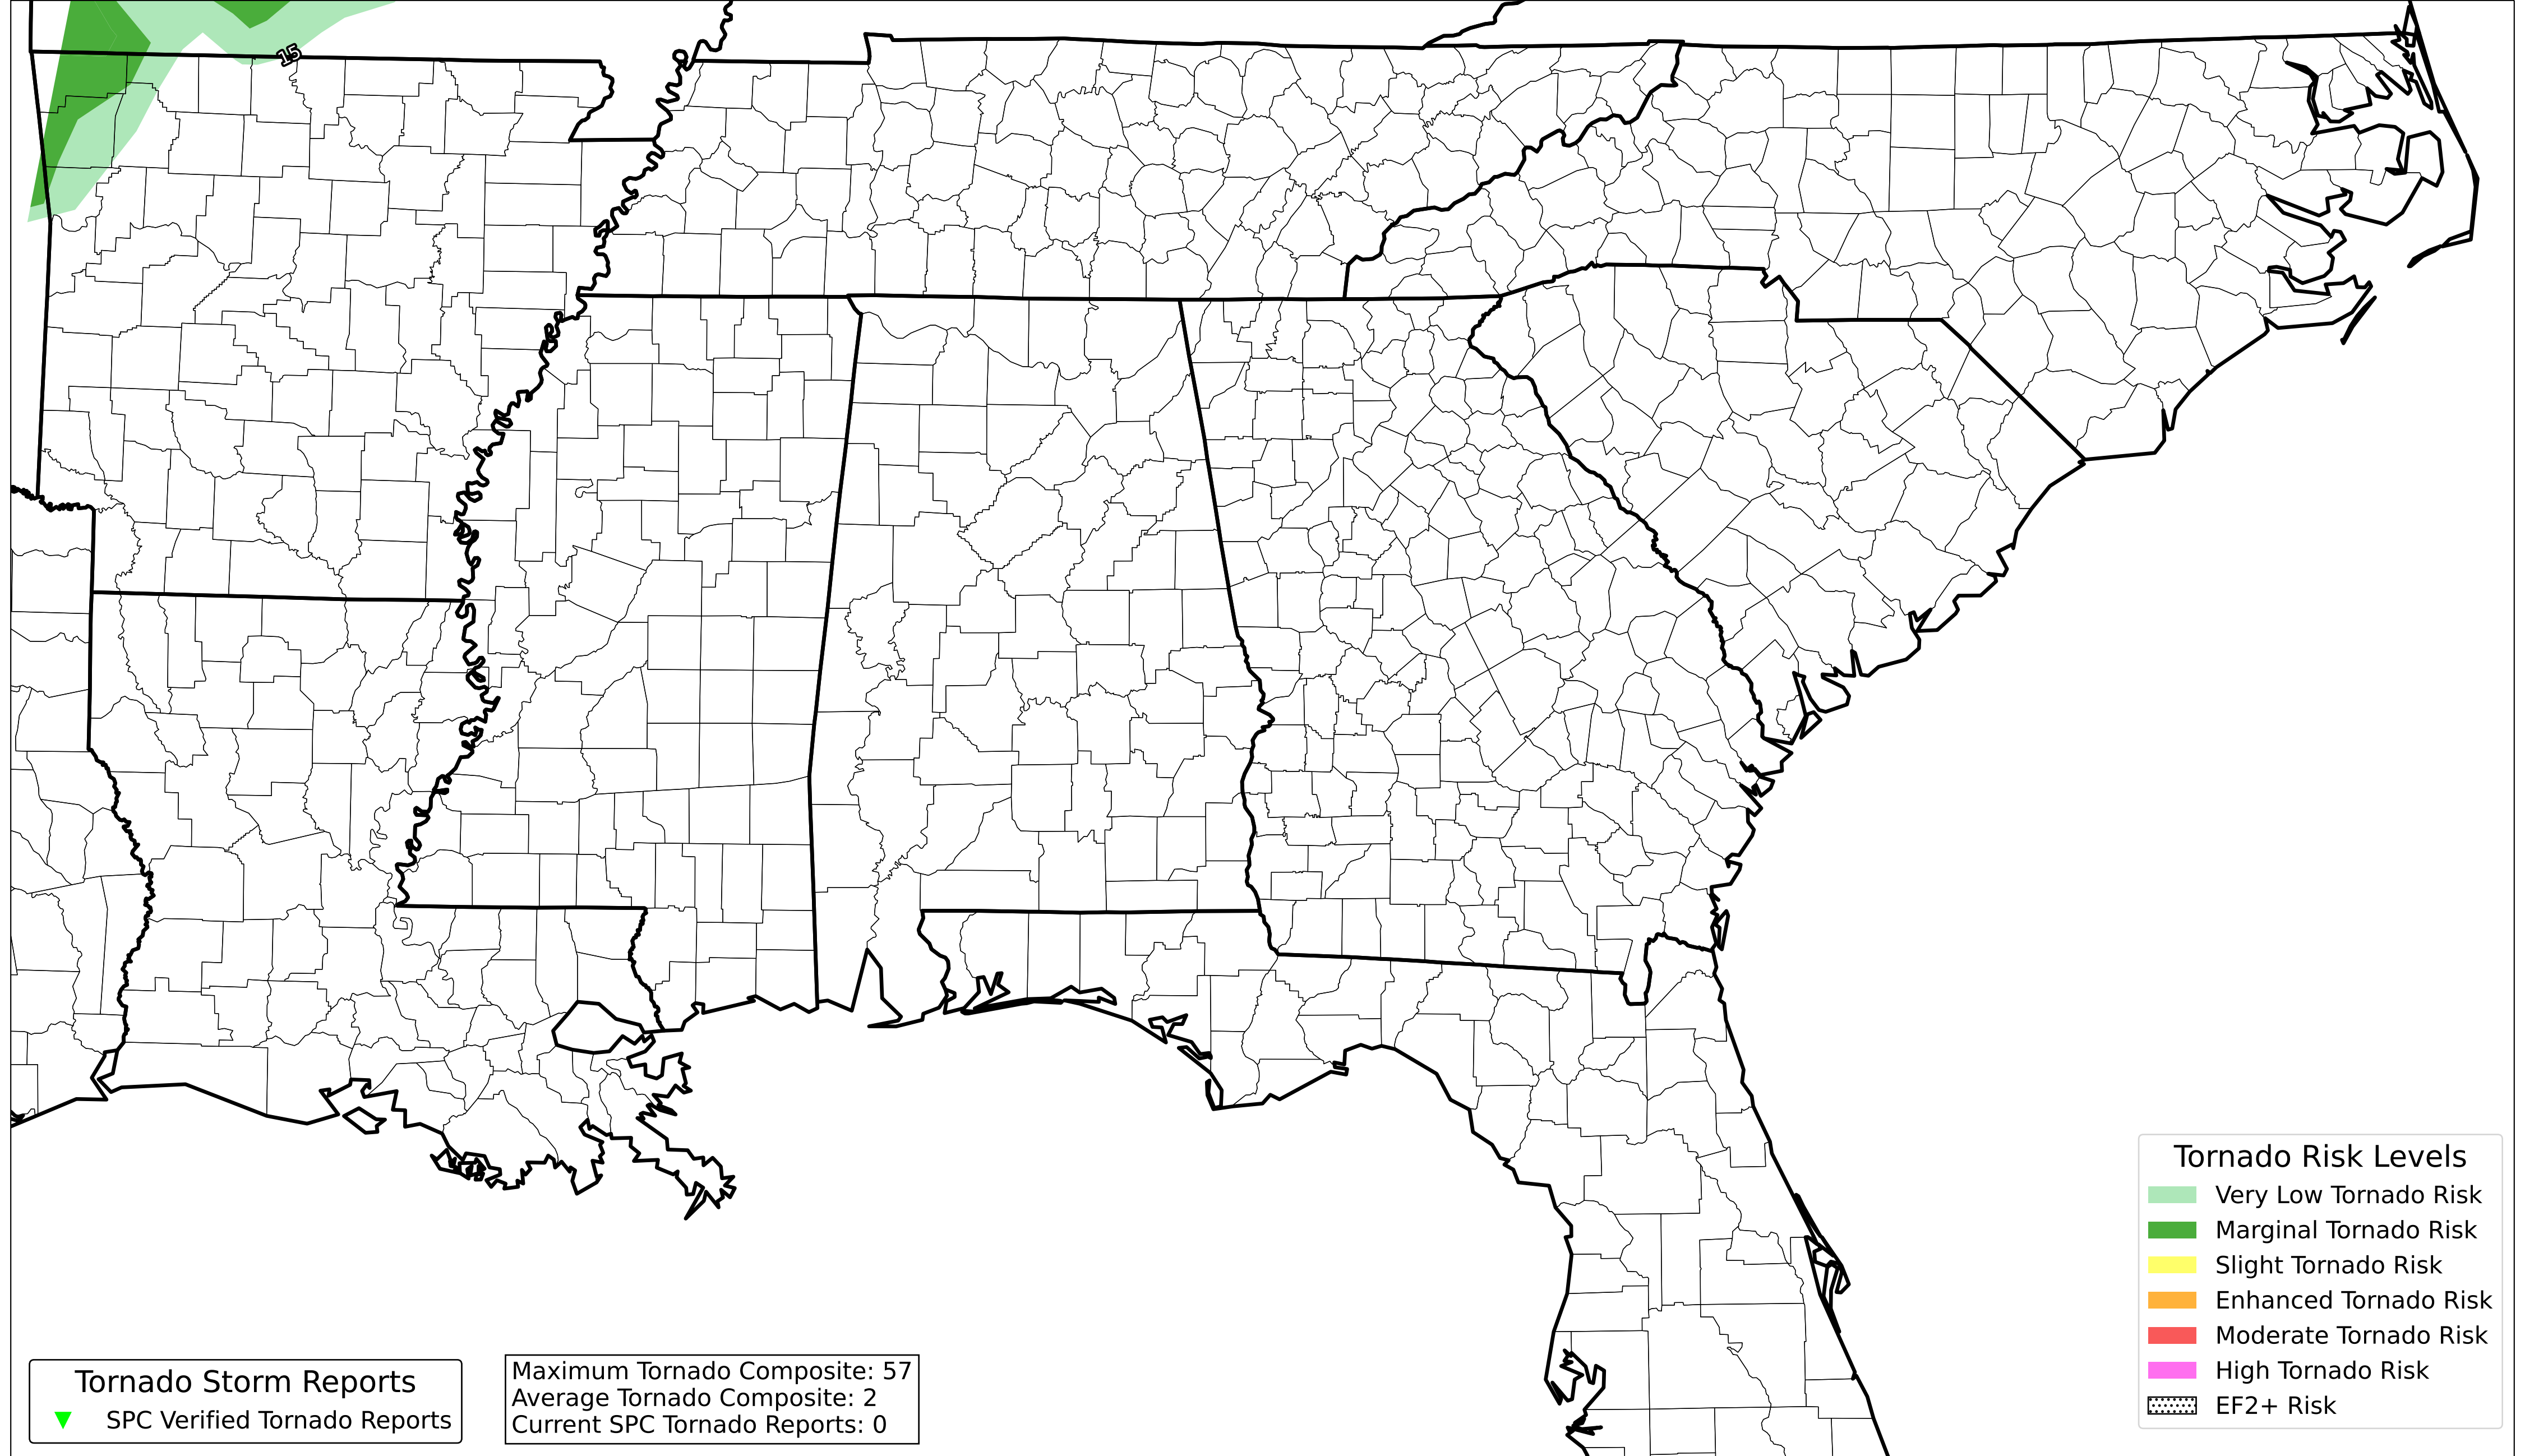 15
Tornado Risk Levels
Very Low Tornado Risk
Marginal Tornado Risk
Slight Tornado Risk
Enhanced Tornado Risk
Moderate Tornado Risk
High Tornado Risk
EF2+ Risk
Tornado Storm Reports
SPC Verified Tornado Reports
Maximum Tornado Composite: 57
Average Tornado Composite: 2
Current SPC Tornado Reports: 0